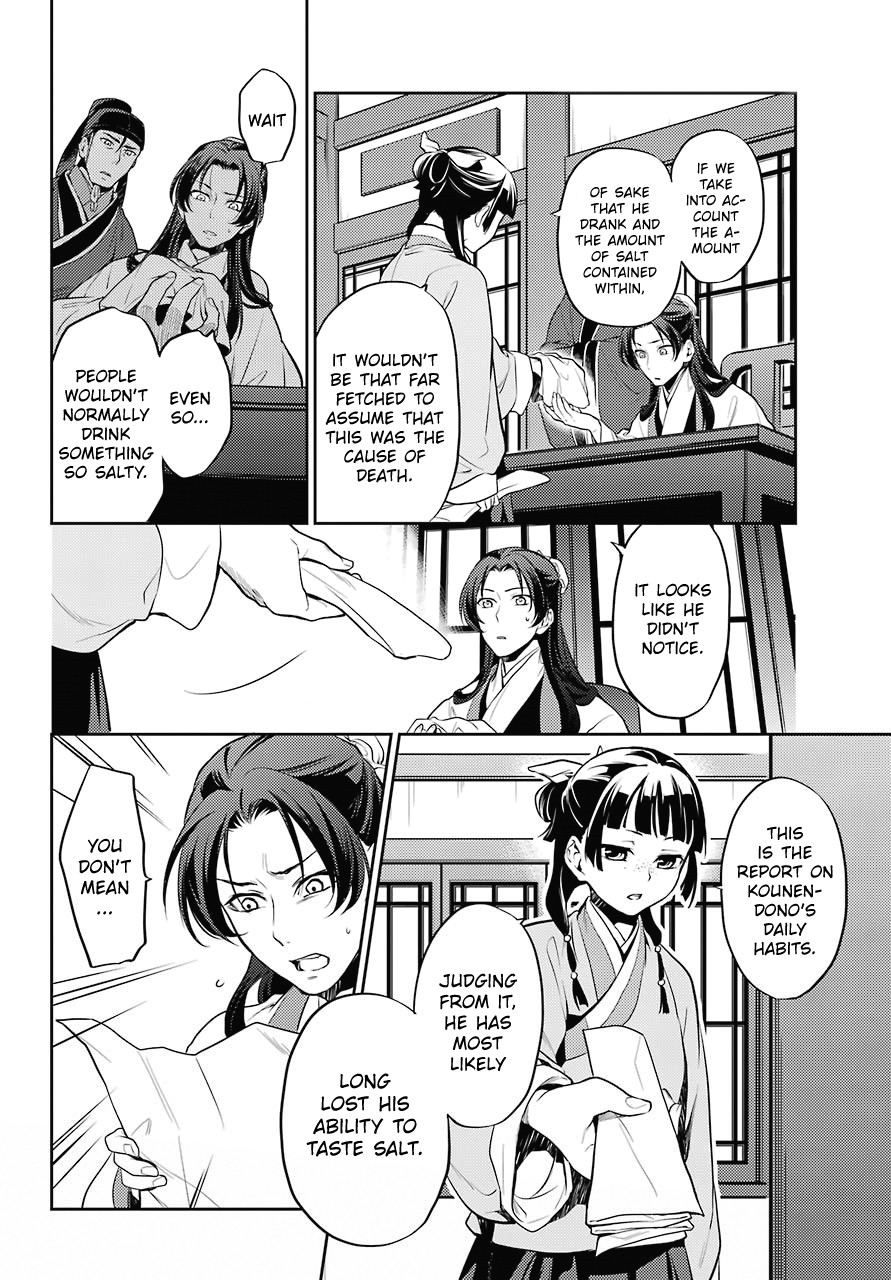 IF WE
TAKE
INTO AC-
COUNT
THE A-
MOUNT
OF SAKE
THAT HE
DRANK AND
THE AMOUNT
OF SALT
CONTAINED
WITHIN,
IT WOULDN'T
BE THAT FAR
FETCHED TO
ASSUME THAT
THIS WAS THE
CAUSE OF
DEATH.
WAIT
EVEN
SO...
PEOPLE
WOULDN'T
NORMALLY
DRINK
SOMETHING
SO SALTY.
IT LOOKS
LIKE HE
DIDN'T
NOTICE.
THIS
IS THE
REPORT ON
KOUNEN-
DONO'S
DAILY
HABITS.
JUDGING
FROM IT,
HE HAS
MOST
LIKELY
LONG
LOST HIS
ABILITY TO
TASTE SALT.
YOU
DON'T
MEAN
...